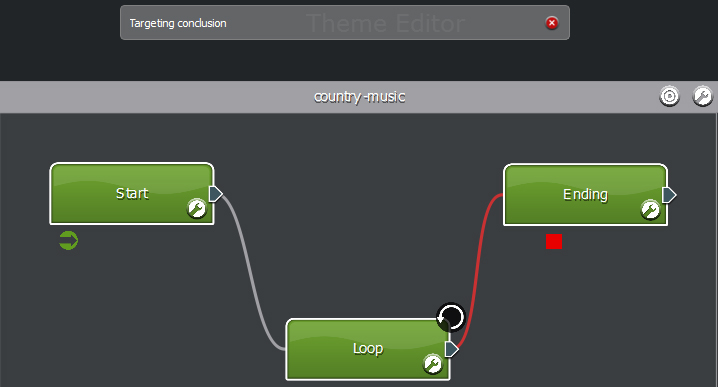 Targeting conclusion
Theme Editor
country-music
Start
Ending
Loop